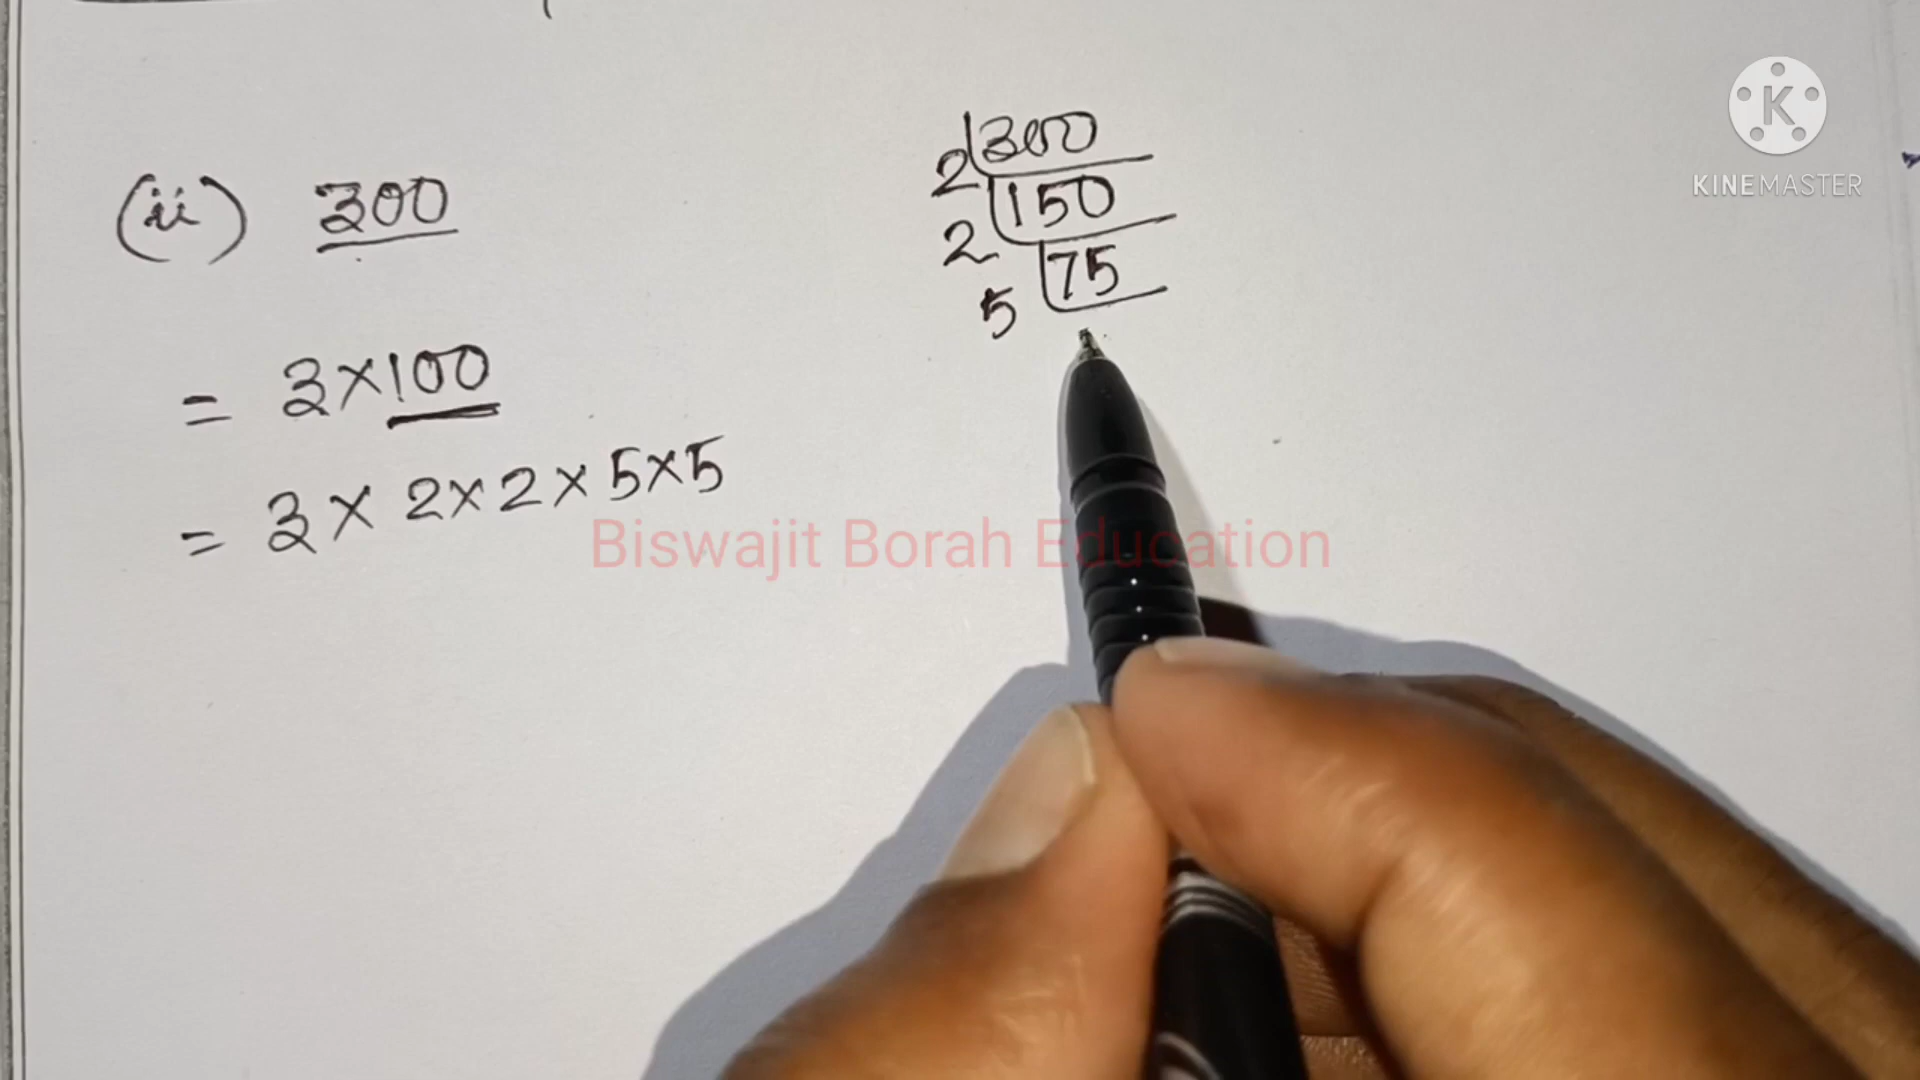 (ii) 300
= 3×100
= 3× 2×2×5×5
2 300
2 150
5 75
KINEMASTER
Biswajit Borah Education